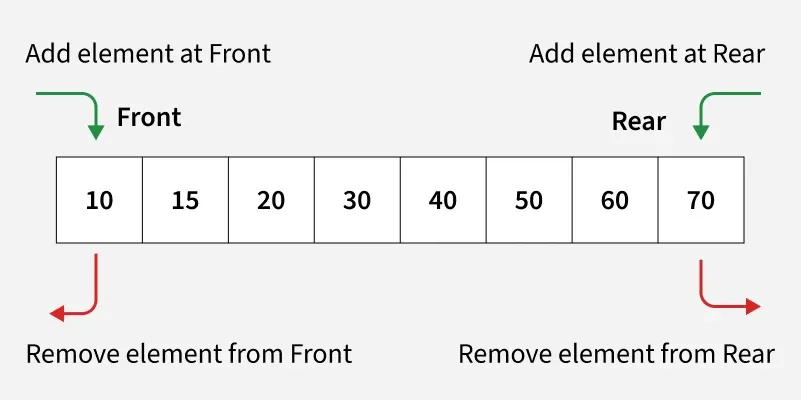 Add element at Front
Add element at Rear
Front
Rear
10 15 20 30 40 50 60 70
Remove element from Front
Remove element from Rear